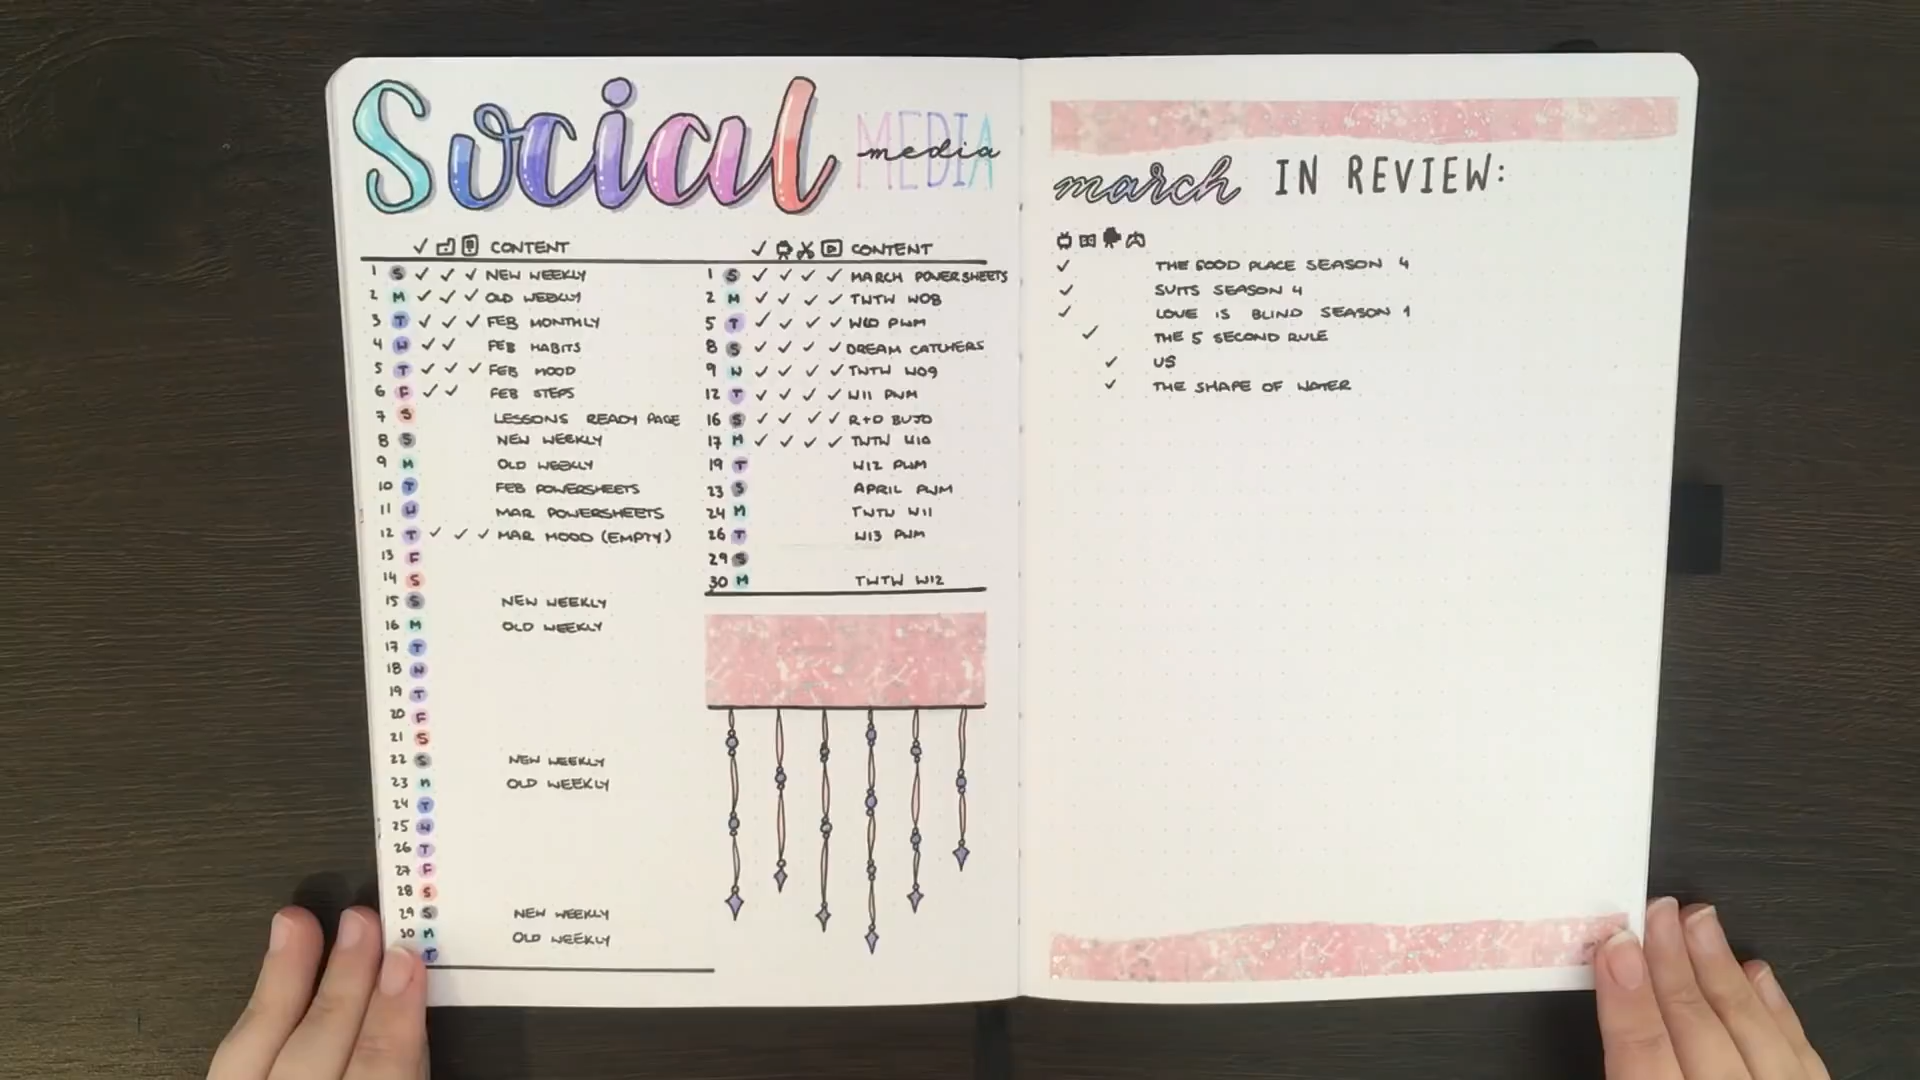 Social MEDIA media
✓ CONTENT
1 S ✓ ✓ ✓ NEW WEEKLY
2 M ✓ ✓ ✓ OLD WEEKLY
3 T ✓ ✓ ✓ FEB MONTHLY
4 W ✓ ✓ FEB HABITS
5 T ✓ ✓ ✓ FEB MOOD
6 F ✓ ✓ FEB STEPS
7 S LESSONS READY PAGE
8 S NEW WEEKLY
9 M OLD WEEKLY
10 T FEB POWERSHEETS
11 W MAR POWERSHEETS
12 T ✓ ✓ ✓ MAR MOOD (EMPTY)
13 F
14 S
15 S NEW WEEKLY
16 M OLD WEEKLY
17 T
18 W
19 T
20 F
21 S
22 S NEW WEEKLY
23 M OLD WEEKLY
24 T
25 W
26 T
27 F
28 S
29 S NEW WEEKLY
30 M OLD WEEKLY
T
✓ CONTENT
1 S ✓ ✓ ✓ ✓ MARCH POWERSHEETS
2 M ✓ ✓ ✓ ✓ TWTW W08
5 T ✓ ✓ ✓ ✓ W10 PWM
8 S ✓ ✓ ✓ ✓ DREAM CATCHERS
9 M ✓ ✓ ✓ ✓ TWTW W09
12 T ✓ ✓ ✓ ✓ W11 PWM
16 S ✓ ✓ ✓ ✓ R+D BUJO
17 M ✓ ✓ ✓ ✓ TWTW W10
19 T W12 PWM
23 S APRIL PWM
24 M TWTW W11
26 T W13 PWM
29 S
30 M TWTW W12
march IN REVIEW:
✓ THE GOOD PLACE SEASON 4
✓ SUITS SEASON 4
✓ LOVE IS BLIND SEASON 1
✓ THE 5 SECOND RULE
✓ US
✓ THE SHAPE OF WATER